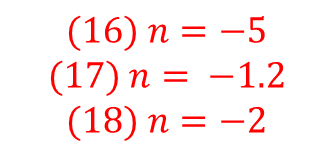 (16) n = −5
(17) n = −1.2
(18) n = −2